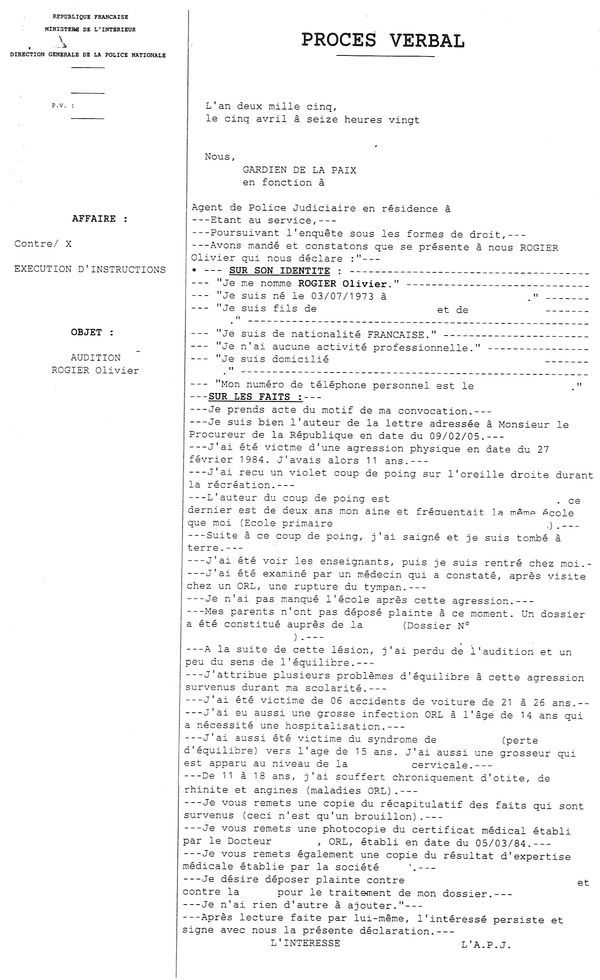 REPUBLIQUE FRANCAISE
MINISTERE DE L'INTERIEUR
DIRECTION GENERALE DE LA POLICE NATIONALE
P.V. :
AFFAIRE :
Contre/ X
EXECUTION D'INSTRUCTIONS
OBJET :
AUDITION
ROGIER Olivier
PROCES VERBAL
L'an deux mille cinq,
le cinq avril à seize heures vingt
Nous,
GARDIEN DE LA PAIX
en fonction à
Agent de Police Judiciaire en résidence à
---Etant au service,---
---Poursuivant l'enquête sous les formes de droit,---
---Avons mandé et constatons que se présente à nous ROGIER
Olivier qui nous déclare :"---
--- SUR SON IDENTITE : ---
--- "Je me nomme ROGIER Olivier." ---
--- "Je suis né le 03/07/1973 à ." ---
--- "Je suis fils de et de ---
." ---
--- "Je suis de nationalité FRANCAISE." ---
--- "Je n'ai aucune activité professionnelle." ---
--- "Je suis domicilié ---
." ---
--- "Mon numéro de téléphone personnel est le ."
---SUR LES FAITS :---
---Je prends acte du motif de ma convocation.---
---Je suis bien l'auteur de la lettre adressée à Monsieur le
Procureur de la République en date du 09/02/05.---
---J'ai été victme d'une agression physique en date du 27
février 1984. J'avais alors 11 ans.---
---J'ai recu un violet coup de poing sur l'oreille droite durant
la récréation.---
---L'auteur du coup de poing est . ce
dernier est de deux ans mon aine et fréquentait la même école
que moi (Ecole primaire ).---
---Suite à ce coup de poing, j'ai saigné et je suis tombé à
terre.---
---J'ai été voir les enseignants, puis je suis rentré chez moi.-
---J'ai été examiné par un médecin qui a constaté, après visite
chez un ORL, une rupture du tympan.---
---Je n'ai pas manqué l'école après cette agression.---
---Mes parents n'ont pas déposé plainte à ce moment. Un dossier
a été constitué auprès de la (Dossier N°
).---
---A la suite de cette lésion, j'ai perdu de l'audition et un
peu du sens de l'équilibre.---
---J'attribue plusieurs problèmes d'équilibre à cette agression
survenus durant ma scolarité.---
---J'ai été victime de 06 accidents de voiture de 21 à 26 ans.--
---J'ai eu aussi une grosse infection ORL à l'âge de 14 ans qui
a nécessité une hospitalisation.---
---J'ai aussi été victime du syndrome de (perte
d'équilibre) vers l'age de 15 ans. J'ai aussi une grosseur qui
est apparu au niveau de la cervicale.---
---De 11 à 18 ans, j'ai souffert chroniquement d'otite, de
rhinite et angines (maladies ORL).---
---Je vous remets une copie du récapitulatif des faits qui sont
survenus (ceci n'est qu'un brouillon).---
---Je vous remets une photocopie du certificat médical établi
par le Docteur , ORL, établi en date du 05/03/84.---
---Je vous remets également une copie du résultat d'expertise
médicale établie par la société .---
---Je désire déposer plainte contre et
contre la pour le traitement de mon dossier.---
---Je n'ai rien d'autre à ajouter."---
---Après lecture faite par lui-même, l'intéressé persiste et
signe avec nous la présente déclaration.---
L'INTERESSE L'A.P.J.